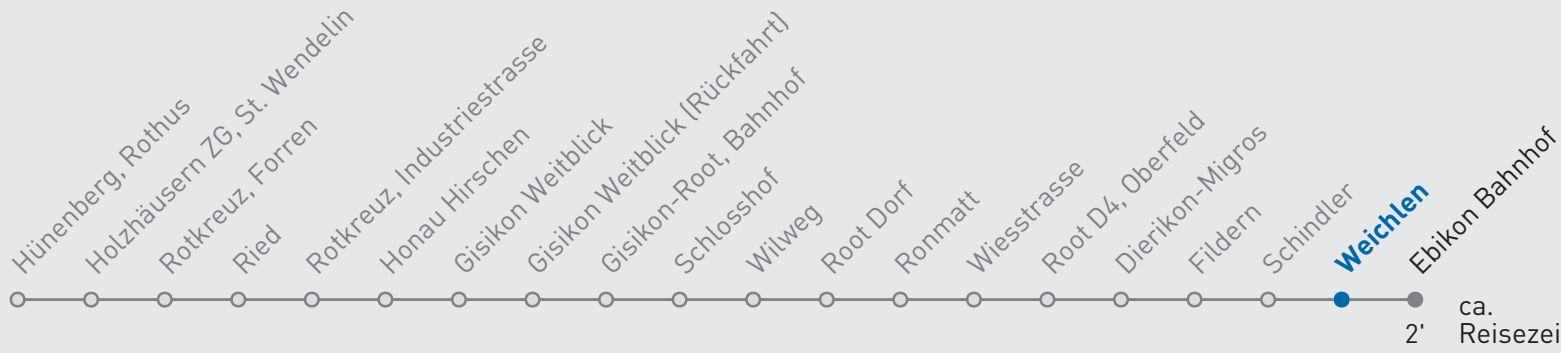 Hünenberg, Rothus
Holzhäusern ZG, St. Wendelin
Rotkreuz, Forren
Ried
Rotkreuz, Industriestrasse
Honau Hirschen
Gisikon Weitblick
Gisikon Weitblick (Rückfahrt)
Gisikon-Root, Bahnhof
Schlosshof
Wilweg
Root Dorf
Ronmatt
Wiesstrasse
Root D4, Oberfeld
Dierikon-Migros
Fildern
Schindler
Weichlen
Ebikon Bahnhof
ca.
2' Reisezei